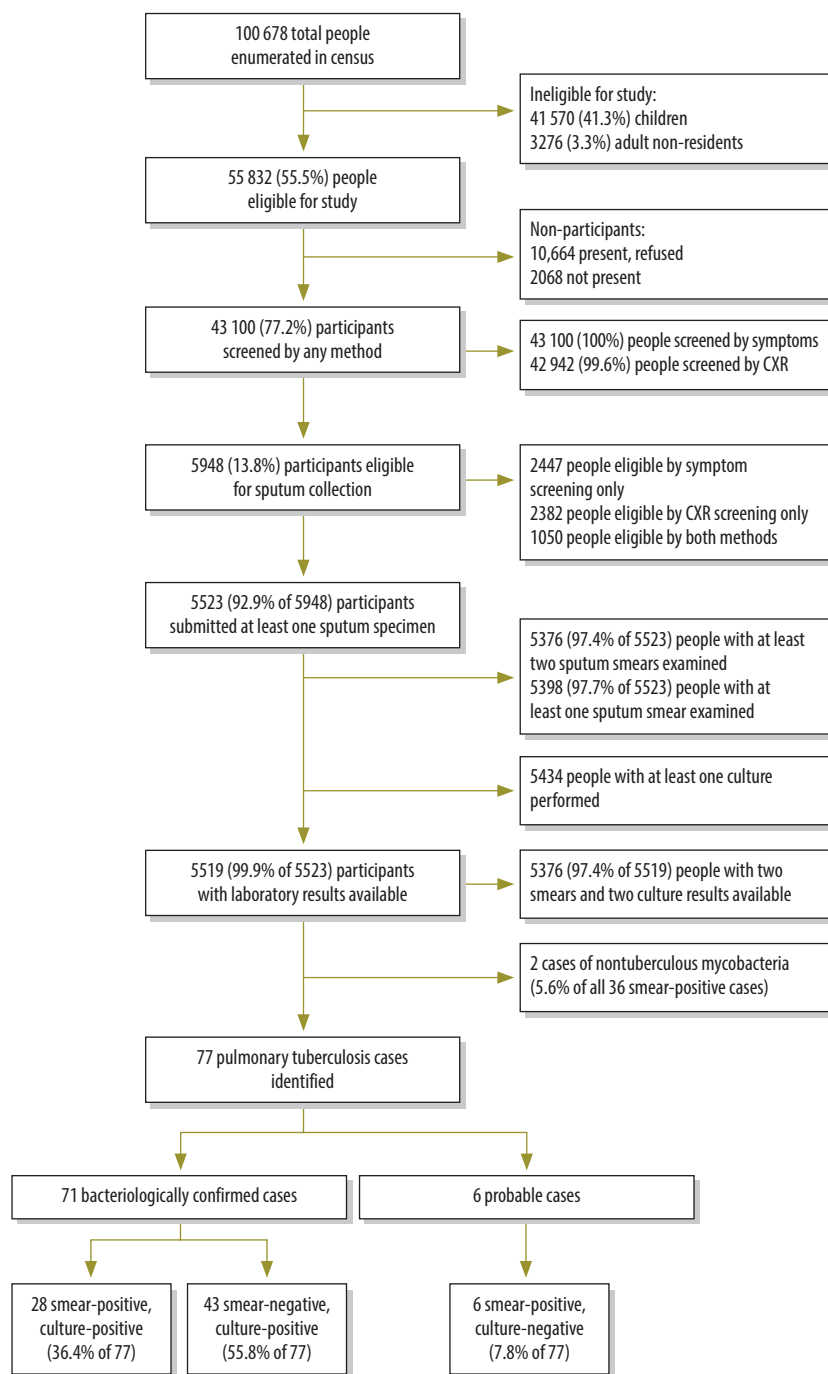 100 678 total people
enumerated in census
Ineligible for study:
41 570 (41.3%) children
3276 (3.3%) adult non-residents
55 832 (55.5%) people
eligible for study
Non-participants:
10,664 present, refused
2068 not present
43 100 (77.2%) participants
screened by any method
43 100 (100%) people screened by symptoms
42 942 (99.6%) people screened by CXR
5948 (13.8%) participants eligible
for sputum collection
2447 people eligible by symptom
screening only
2382 people eligible by CXR screening only
1050 people eligible by both methods
5523 (92.9% of 5948) participants
submitted at least one sputum specimen
5376 (97.4% of 5523) people with at least
two sputum smears examined
5398 (97.7% of 5523) people with at
least one sputum smear examined
5434 people with at least one culture
performed
5519 (99.9% of 5523) participants
with laboratory results available
5376 (97.4% of 5519) people with two
smears and two culture results available
2 cases of nontuberculous mycobacteria
(5.6% of all 36 smear-positive cases)
77 pulmonary tuberculosis cases
identified
71 bacteriologically confirmed cases
6 probable cases
28 smear-positive,
culture-positive
(36.4% of 77)
43 smear-negative,
culture-positive
(55.8% of 77)
6 smear-positive,
culture-negative
(7.8% of 77)